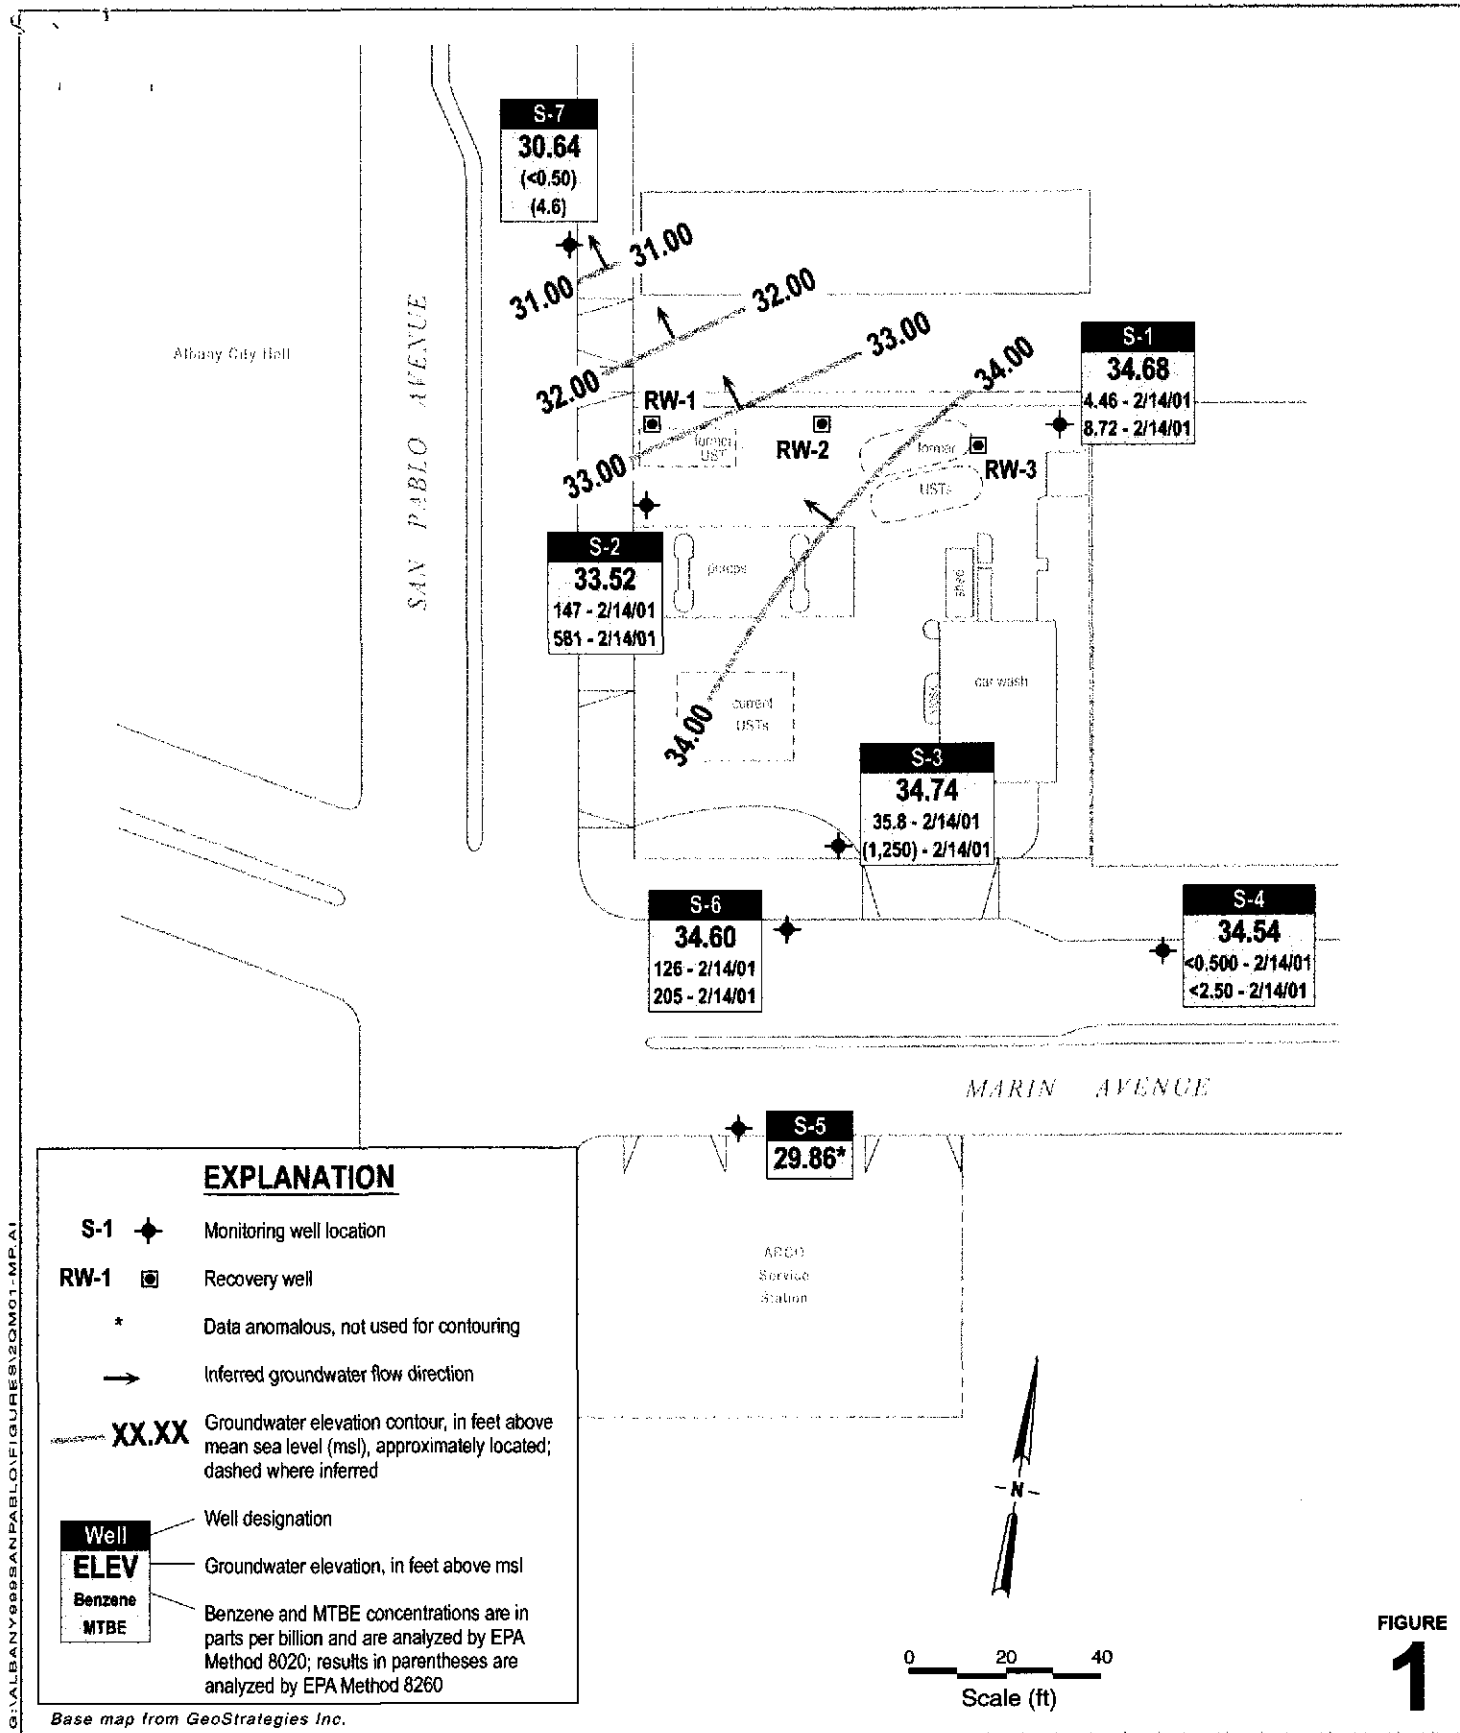 S-7
30.64
(<0.50)
(4.6)
31.00
31.00
32.00
32.00
33.00
33.00
34.00
34.00
Albany City Hall
SAN PABLO AVENUE
S-1
34.68
4.46 - 2/14/01
8.72 - 2/14/01
RW-1
RW-2
RW-3
former
UST
former
USTs
S-2
33.52
147 - 2/14/01
581 - 2/14/01
pumps
shed
car wash
current
USTs
S-3
34.74
35.8 - 2/14/01
(1,250) - 2/14/01
S-6
34.60
126 - 2/14/01
205 - 2/14/01
S-4
34.54
<0.500 - 2/14/01
<2.50 - 2/14/01
MARIN AVENUE
S-5
29.86*
ARCO
Service
Station
EXPLANATION
S-1 Monitoring well location
RW-1 Recovery well
* Data anomalous, not used for contouring
Inferred groundwater flow direction
XX.XX Groundwater elevation contour, in feet above
mean sea level (msl), approximately located;
dashed where inferred
Well
ELEV
Benzene
MTBE
Well designation
Groundwater elevation, in feet above msl
Benzene and MTBE concentrations are in
parts per billion and are analyzed by EPA
Method 8020; results in parentheses are
analyzed by EPA Method 8260
Base map from GeoStrategies Inc.
G:\ALBANY999SANPABLO\FIGURES\2QM01-MP.AI
N
0 20 40
Scale (ft)
FIGURE
1